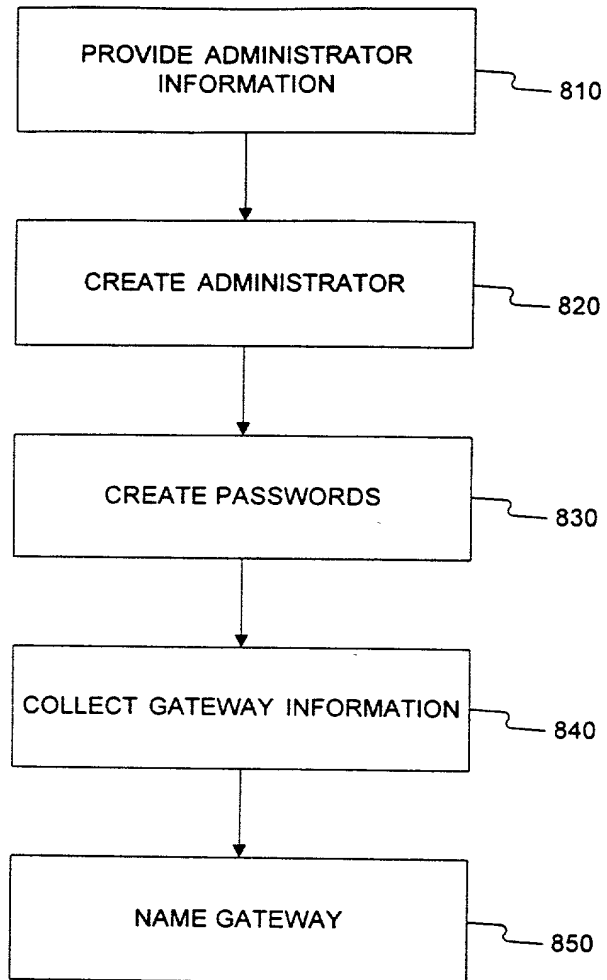 PROVIDE ADMINISTRATOR
INFORMATION
810
CREATE ADMINISTRATOR
820
CREATE PASSWORDS
830
COLLECT GATEWAY INFORMATION
840
NAME GATEWAY
850